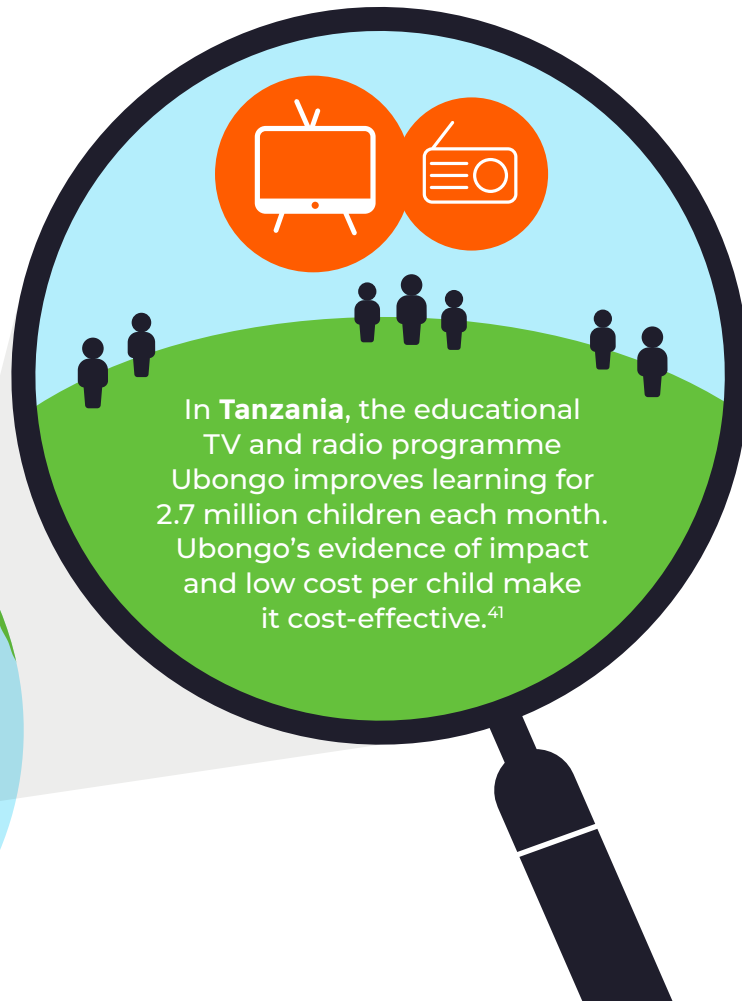 In Tanzania, the educational
TV and radio programme
Ubongo improves learning for
2.7 million children each month.
Ubongo’s evidence of impact
and low cost per child make
it cost-effective.41